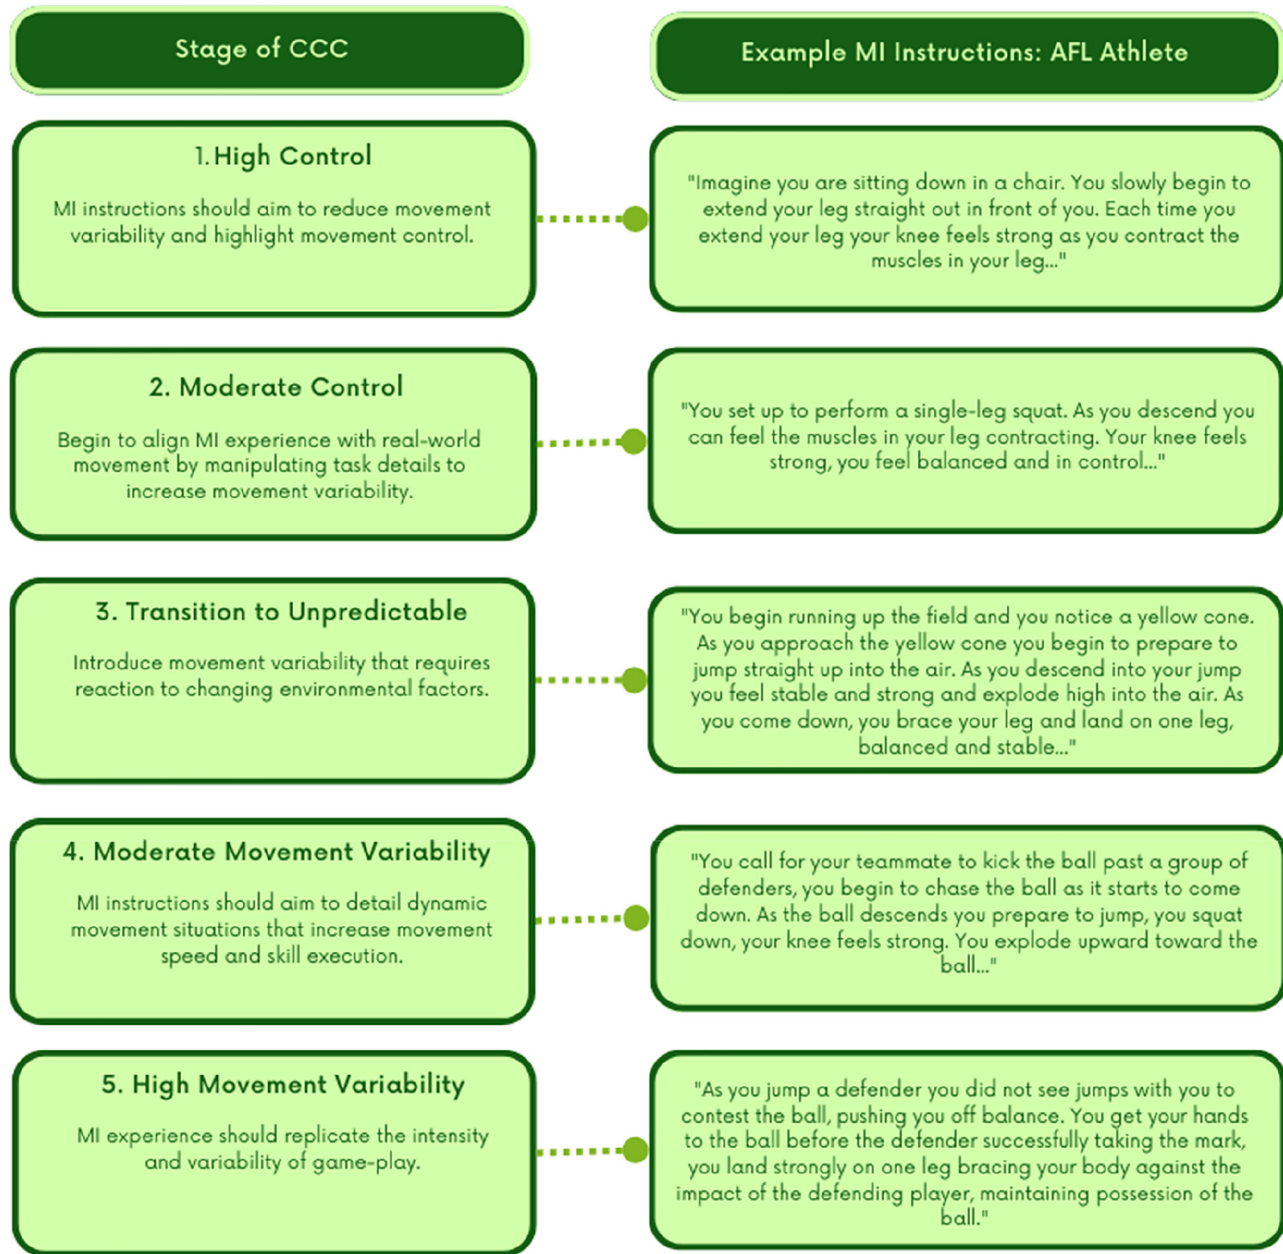 Stage of CCC
Example MI Instructions: AFL Athlete
1. High Control
MI instructions should aim to reduce movement
variability and highlight movement control.
"Imagine you are sitting down in a chair. You slowly begin to
extend your leg straight out in front of you. Each time you
extend your leg your knee feels strong as you contract the
muscles in your leg..."
2. Moderate Control
Begin to align MI experience with real-world
movement by manipulating task details to
increase movement variability.
"You set up to perform a single-leg squat. As you descend you
can feel the muscles in your leg contracting. Your knee feels
strong, you feel balanced and in control..."
3. Transition to Unpredictable
Introduce movement variability that requires
reaction to changing environmental factors.
"You begin running up the field and you notice a yellow cone.
As you approach the yellow cone you begin to prepare to
jump straight up into the air. As you descend into your jump
you feel stable and strong and explode high into the air. As
you come down, you brace your leg and land on one leg,
balanced and stable..."
4. Moderate Movement Variability
MI instructions should aim to detail dynamic
movement situations that increase movement
speed and skill execution.
"You call for your teammate to kick the ball past a group of
defenders, you begin to chase the ball as it starts to come
down. As the ball descends you prepare to jump, you squat
down, your knee feels strong. You explode upward toward the
ball..."
5. High Movement Variability
MI experience should replicate the intensity
and variability of game-play.
"As you jump a defender you did not see jumps with you to
contest the ball, pushing you off balance. You get your hands
to the ball before the defender successfully taking the mark,
you land strongly on one leg bracing your body against the
impact of the defending player, maintaining possession of the
ball."